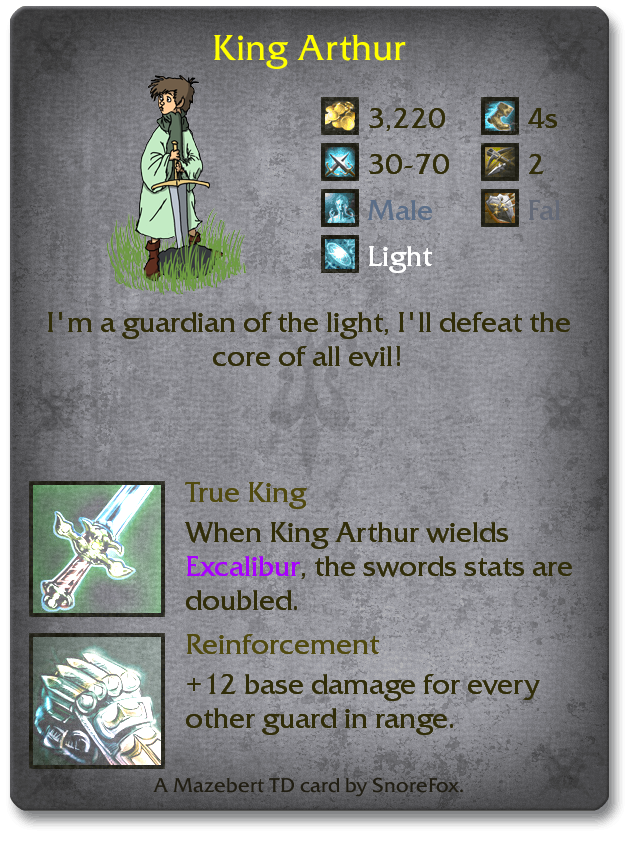 King Arthur
3,220 4s
30-70 2
Male Fal
Light
I'm a guardian of the light, I'll defeat the
core of all evil!
True King
When King Arthur wields
Excalibur, the swords stats are
doubled.
Reinforcement
+12 base damage for every
other guard in range.
A Mazebert TD card by SnoreFox.